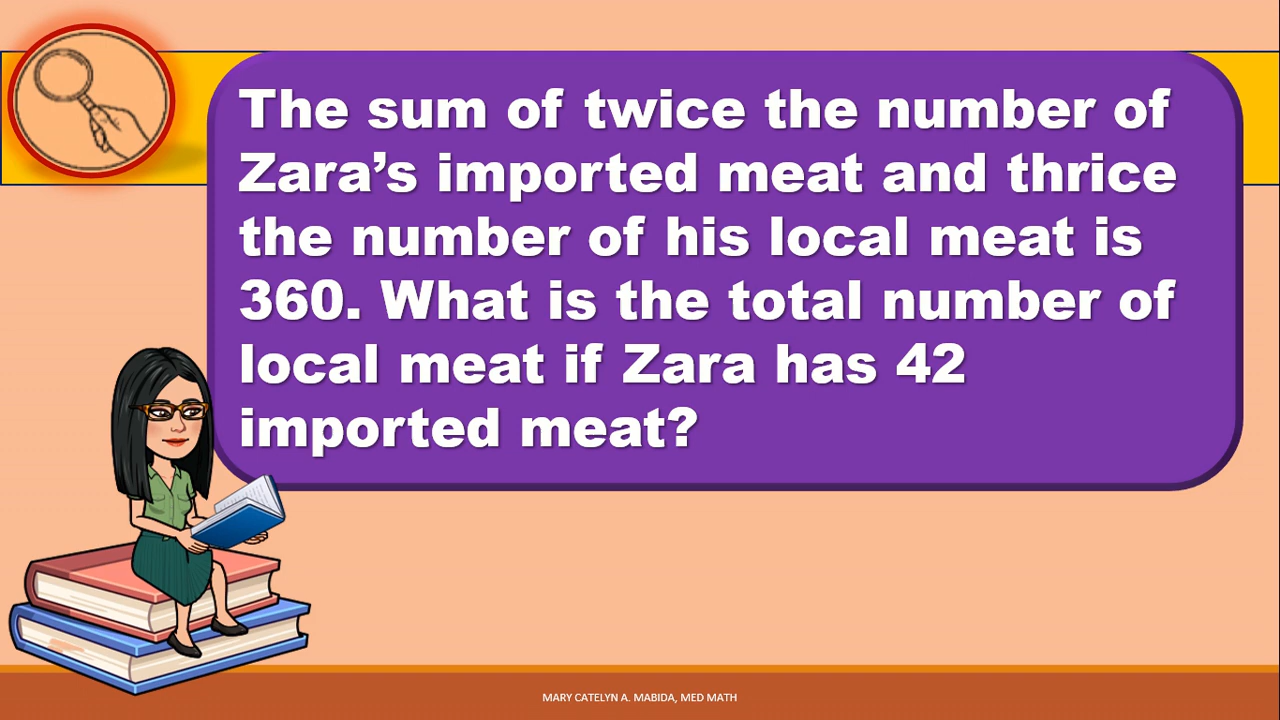 The sum of twice the number of
Zara’s imported meat and thrice
the number of his local meat is
360. What is the total number of
local meat if Zara has 42
imported meat?
MARY CATELYN A. MABIDA, MED MATH